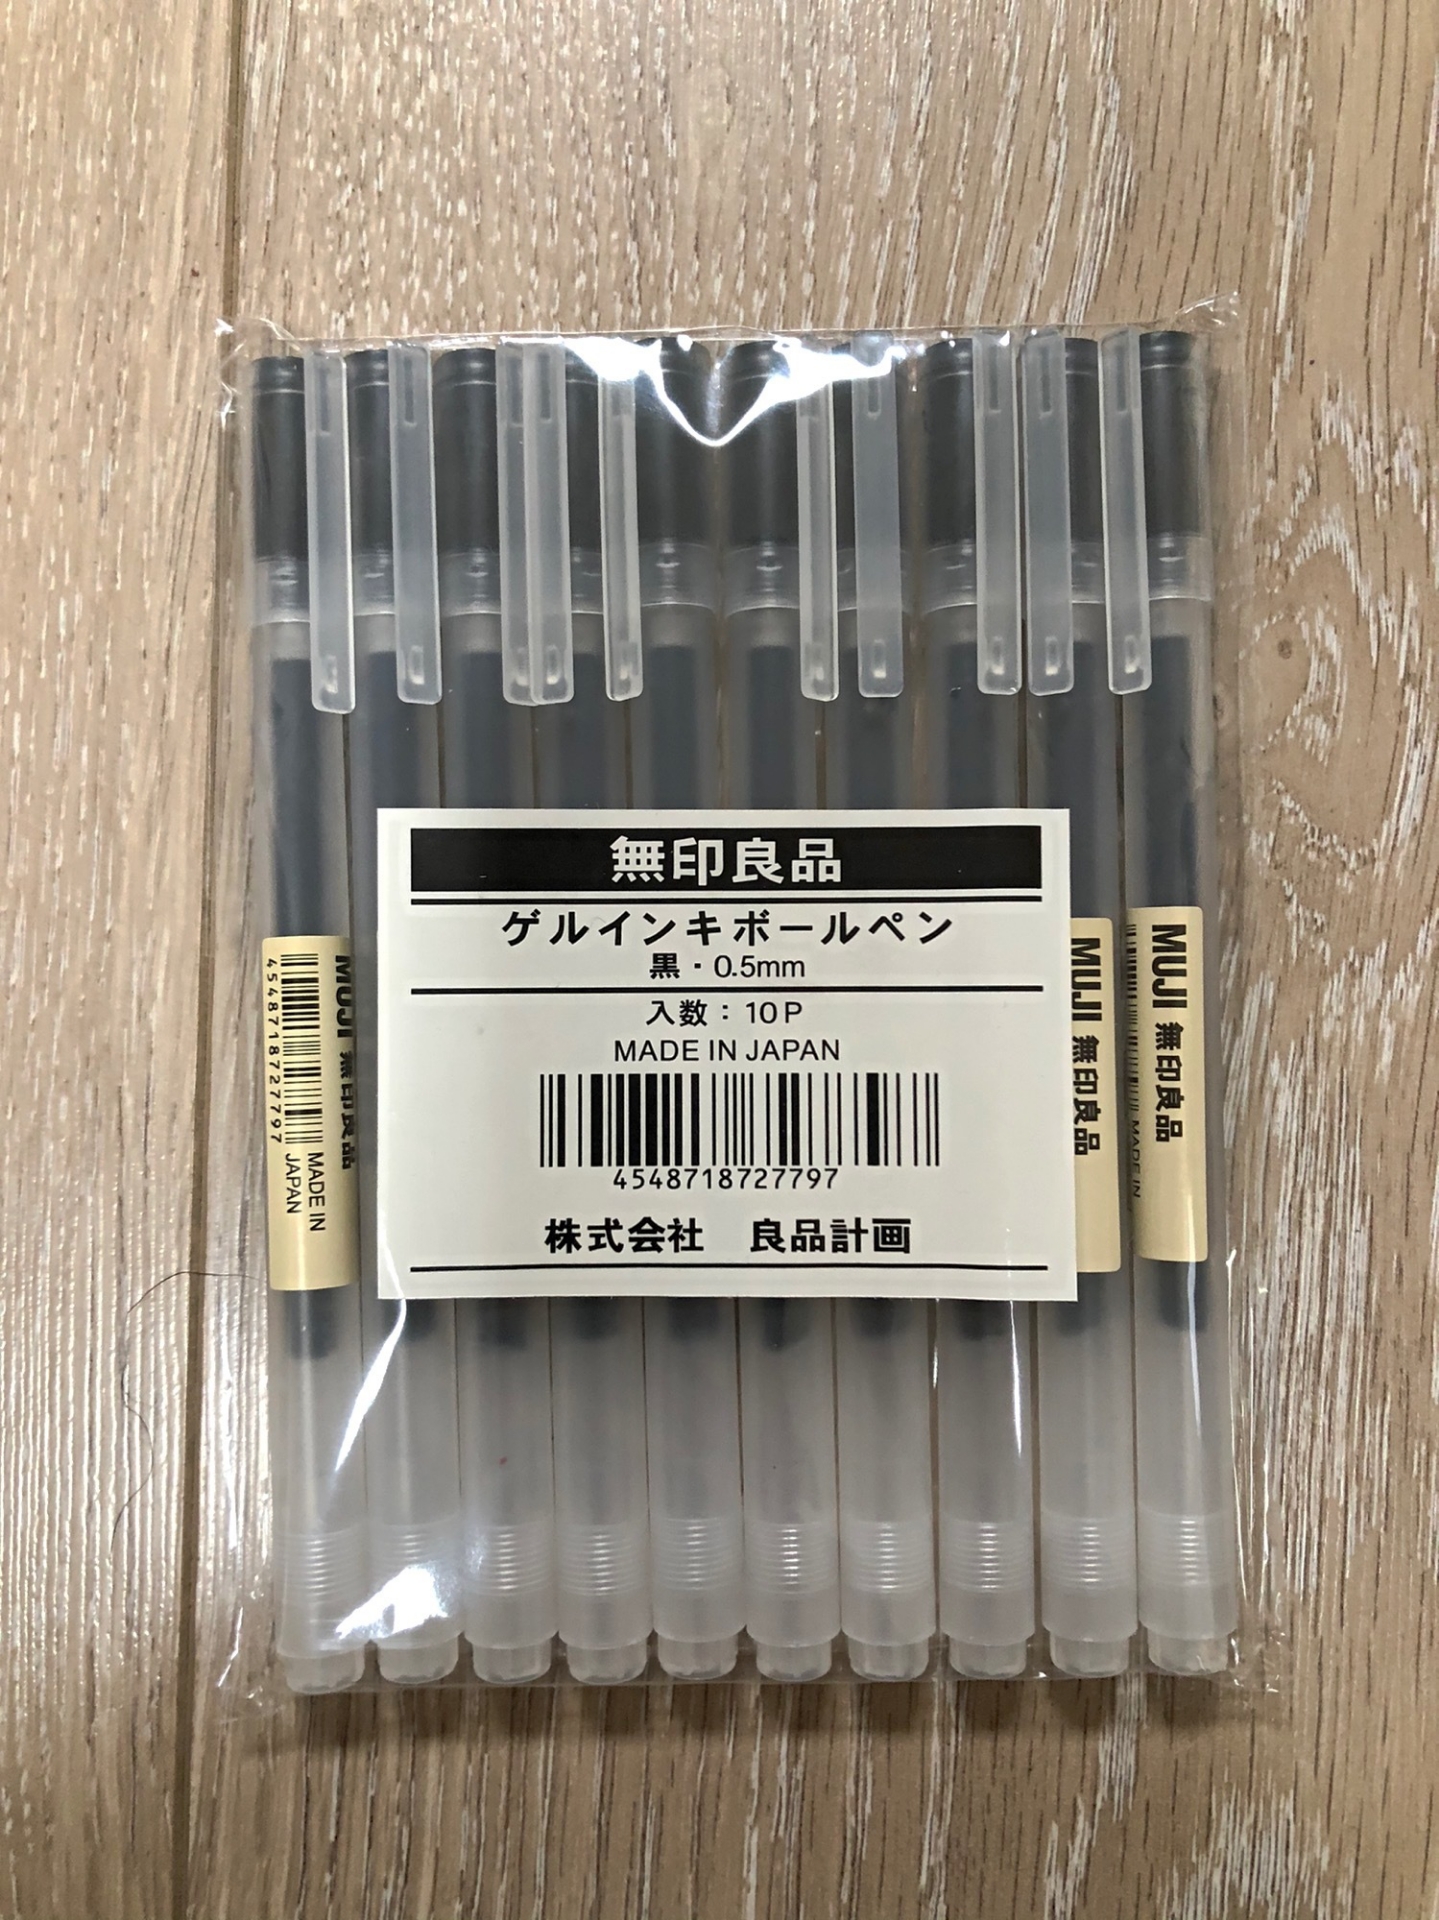 無印良品
ゲルインキボールペン
黒・0.5mm
入数：10P
MADE IN JAPAN
4548718727797
株式会社　良品計画
MUJI 無印良品
4548718727797
MADE IN
JAPAN
MUJI 無印良品
MUJI 無印良品
MADE IN